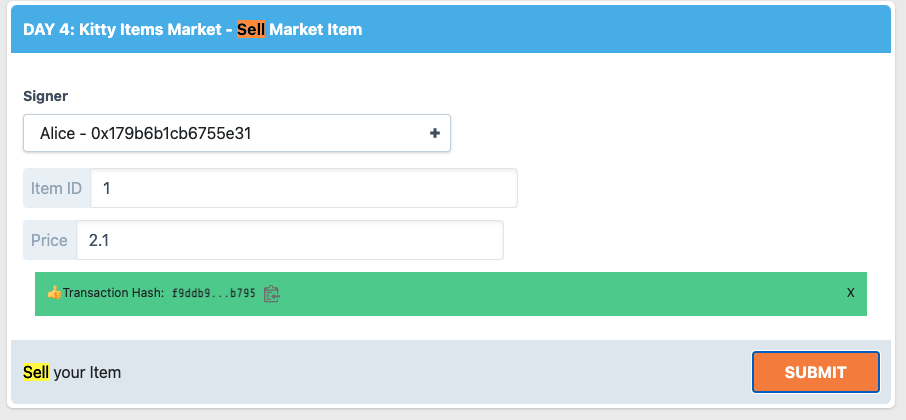 DAY 4: Kitty Items Market - Sell Market Item
Signer
Alice - 0x179b6b1cb6755e31
Item ID 1
Price 2.1
👍Transaction Hash: f9ddb9...b795 X
Sell your Item SUBMIT